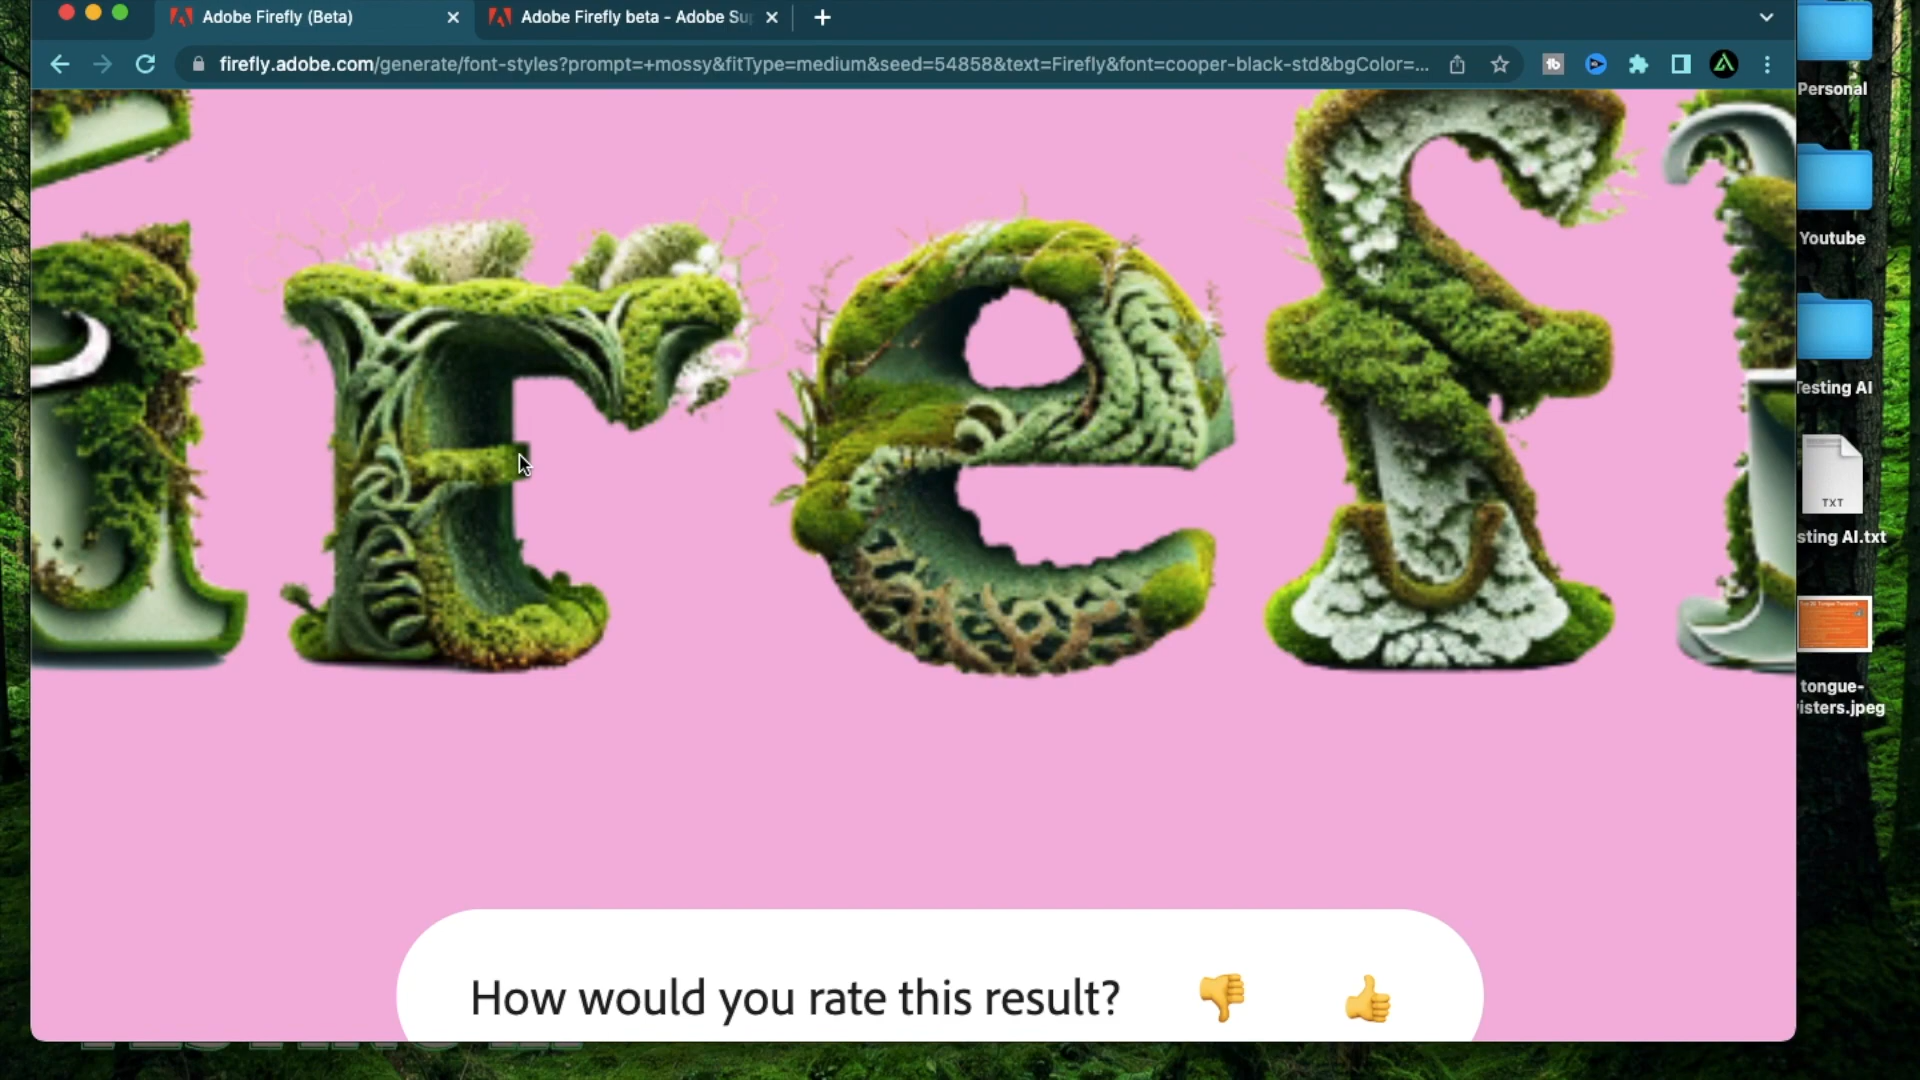 Adobe Firefly (Beta)
Adobe Firefly beta - Adobe Su
firefly.adobe.com/generate/font-styles?prompt=+mossy&fitType=medium&seed=54858&text=Firefly&font=cooper-black-std&bgColor=...
tb
Personal
Youtube
Testing AI
TXT
sting AI.txt
tongue-
isters.jpeg
r e s
How would you rate this result?